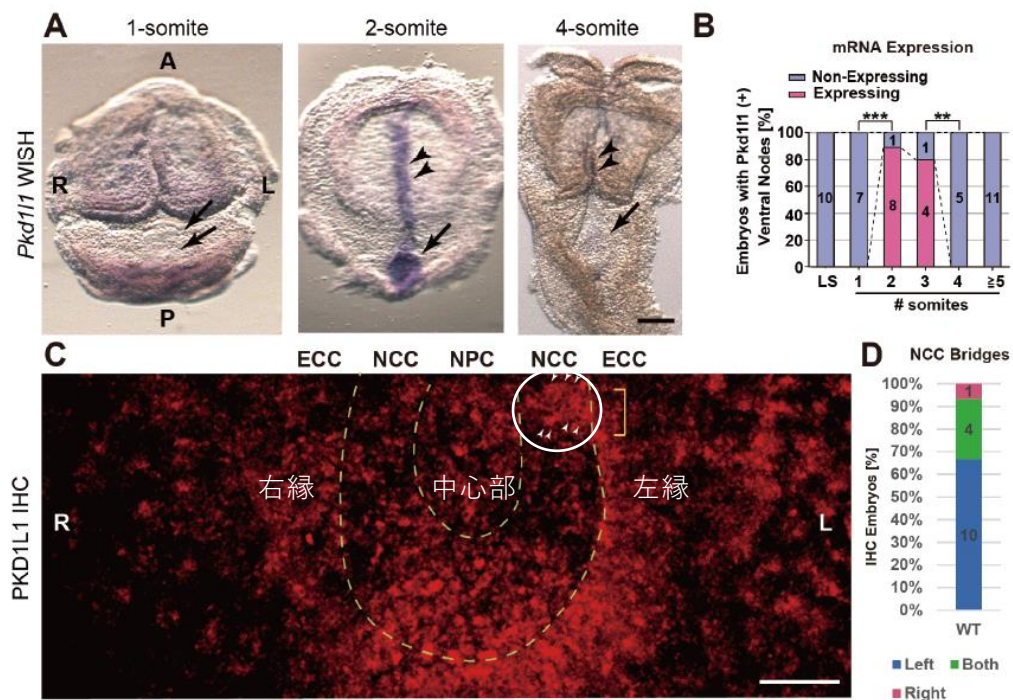 A
1-somite
2-somite
4-somite
Pkd1l1 WISH
A
R
L
P
B
mRNA Expression
Non-Expressing
Expressing
***
**
Embryos with Pkd1l1 (+)
Ventral Nodes [%]
100
80
60
40
20
0
10
7
1
8
1
4
5
11
LS
1
2
3
4
≧5
# somites
C
ECC
NCC
NPC
NCC
ECC
PKD1L1 IHC
右縁
中心部
左縁
R
L
D
NCC Bridges
IHC Embryos [%]
100%
90%
80%
70%
60%
50%
40%
30%
20%
10%
0%
1
4
10
WT
Left
Both
Right